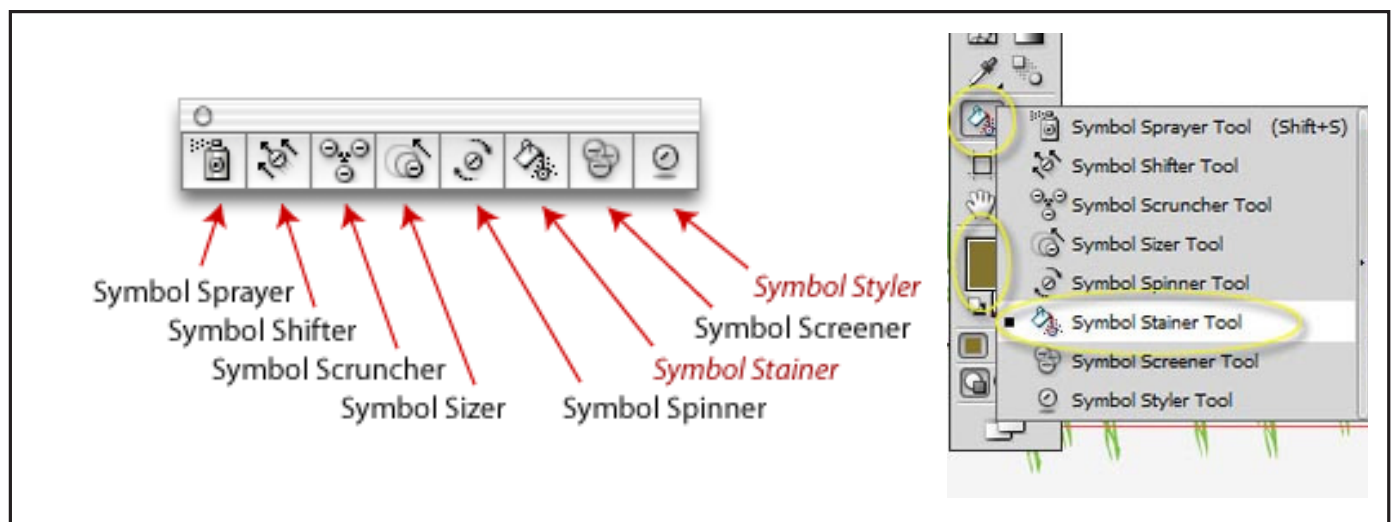 Symbol Sprayer
Symbol Shifter
Symbol Scruncher
Symbol Sizer
Symbol Spinner
Symbol Stainer
Symbol Screener
Symbol Styler
Symbol Sprayer Tool (Shift+S)
Symbol Shifter Tool
Symbol Scruncher Tool
Symbol Sizer Tool
Symbol Spinner Tool
Symbol Stainer Tool
Symbol Screener Tool
Symbol Styler Tool